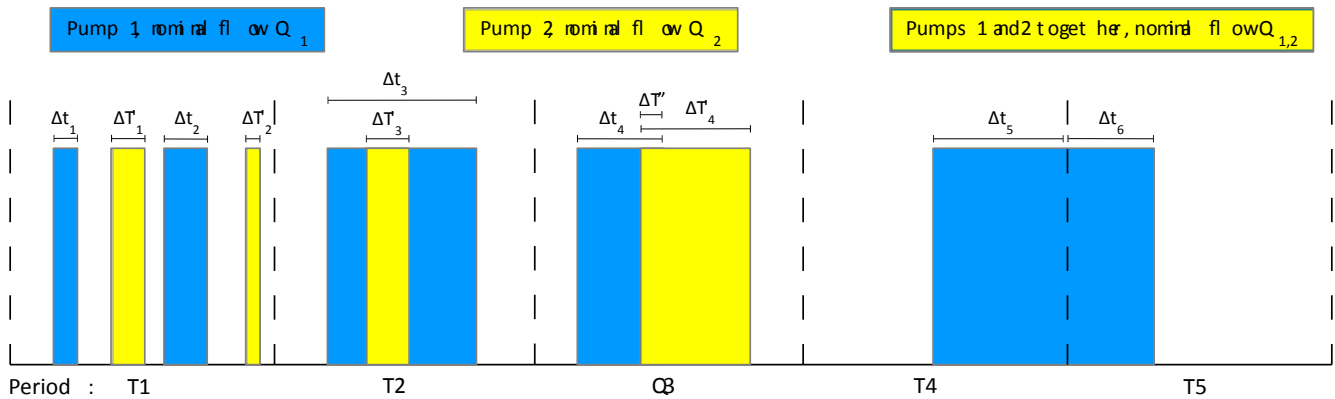 Pump 1, nominal flow Q1
Pump 2, nominal flow Q2
Pumps 1 and 2 together, nominal flow Q1,2
Δt3
ΔT''
Δt1 ΔT'1 Δt2 ΔT'2 ΔT'3 Δt4 ΔT'4 Δt5 Δt6
Period : T1 T2 Q3 T4 T5